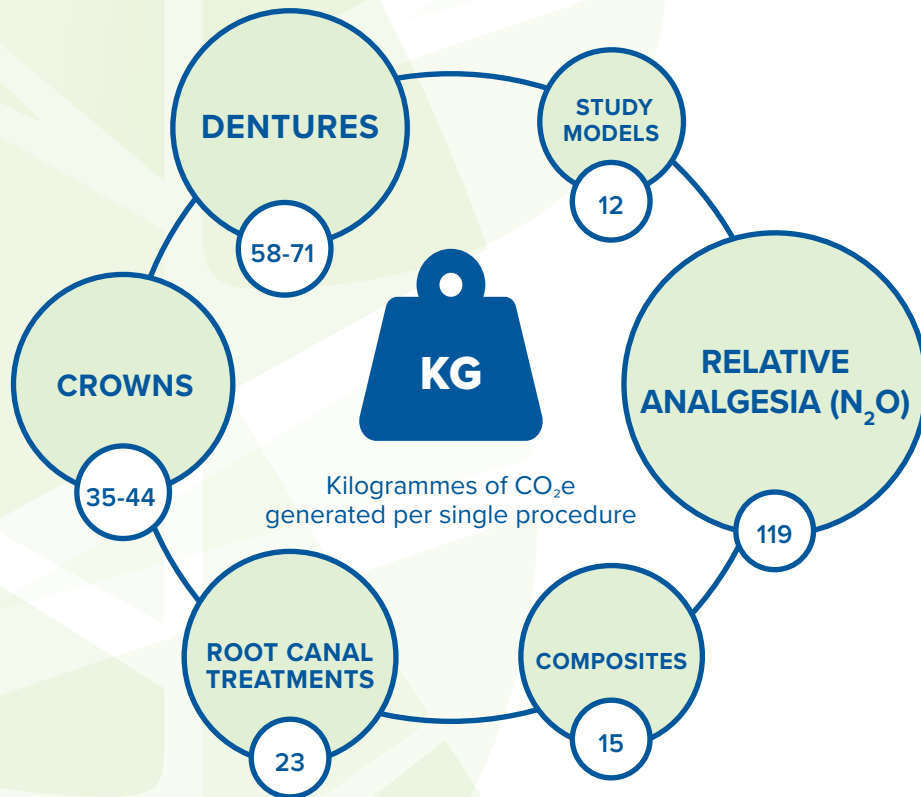 DENTURES
58-71
STUDY
MODELS
12
RELATIVE
ANALGESIA (N₂O)
119
COMPOSITES
15
ROOT CANAL
TREATMENTS
23
CROWNS
35-44
KG
Kilogrammes of CO₂e
generated per single procedure